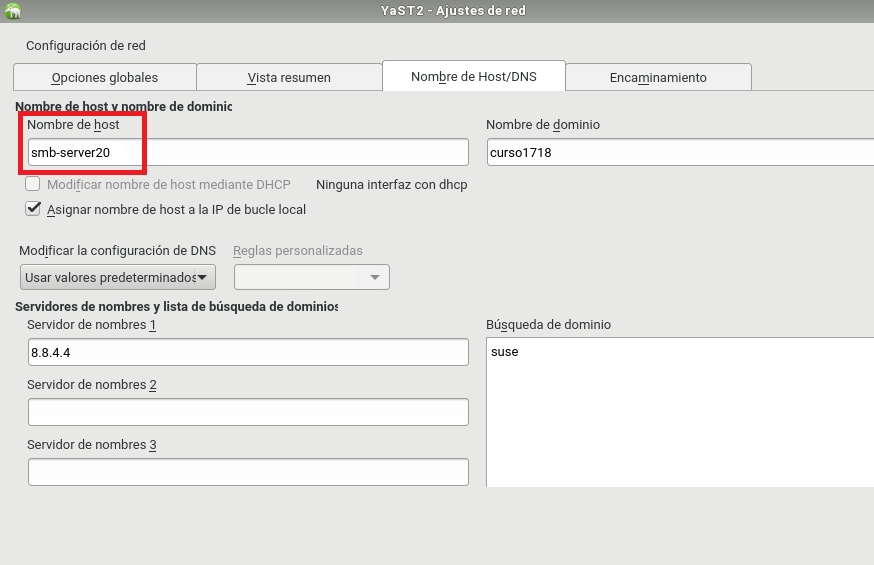 YaST2 - Ajustes de red
Configuración de red
Opciones globales Vista resumen Nombre de Host/DNS Encaminamiento
Nombre de host y nombre de dominic
Nombre de host Nombre de dominio
smb-server20 curso1718
Modificar nombre de host mediante DHCP Ninguna interfaz con dhcp
Asignar nombre de host a la IP de bucle local
Modificar la configuración de DNS Reglas personalizadas
Usar valores predeterminados
Servidores de nombres y lista de búsqueda de dominios
Servidor de nombres 1 Búsqueda de dominio
8.8.4.4 suse
Servidor de nombres 2
Servidor de nombres 3